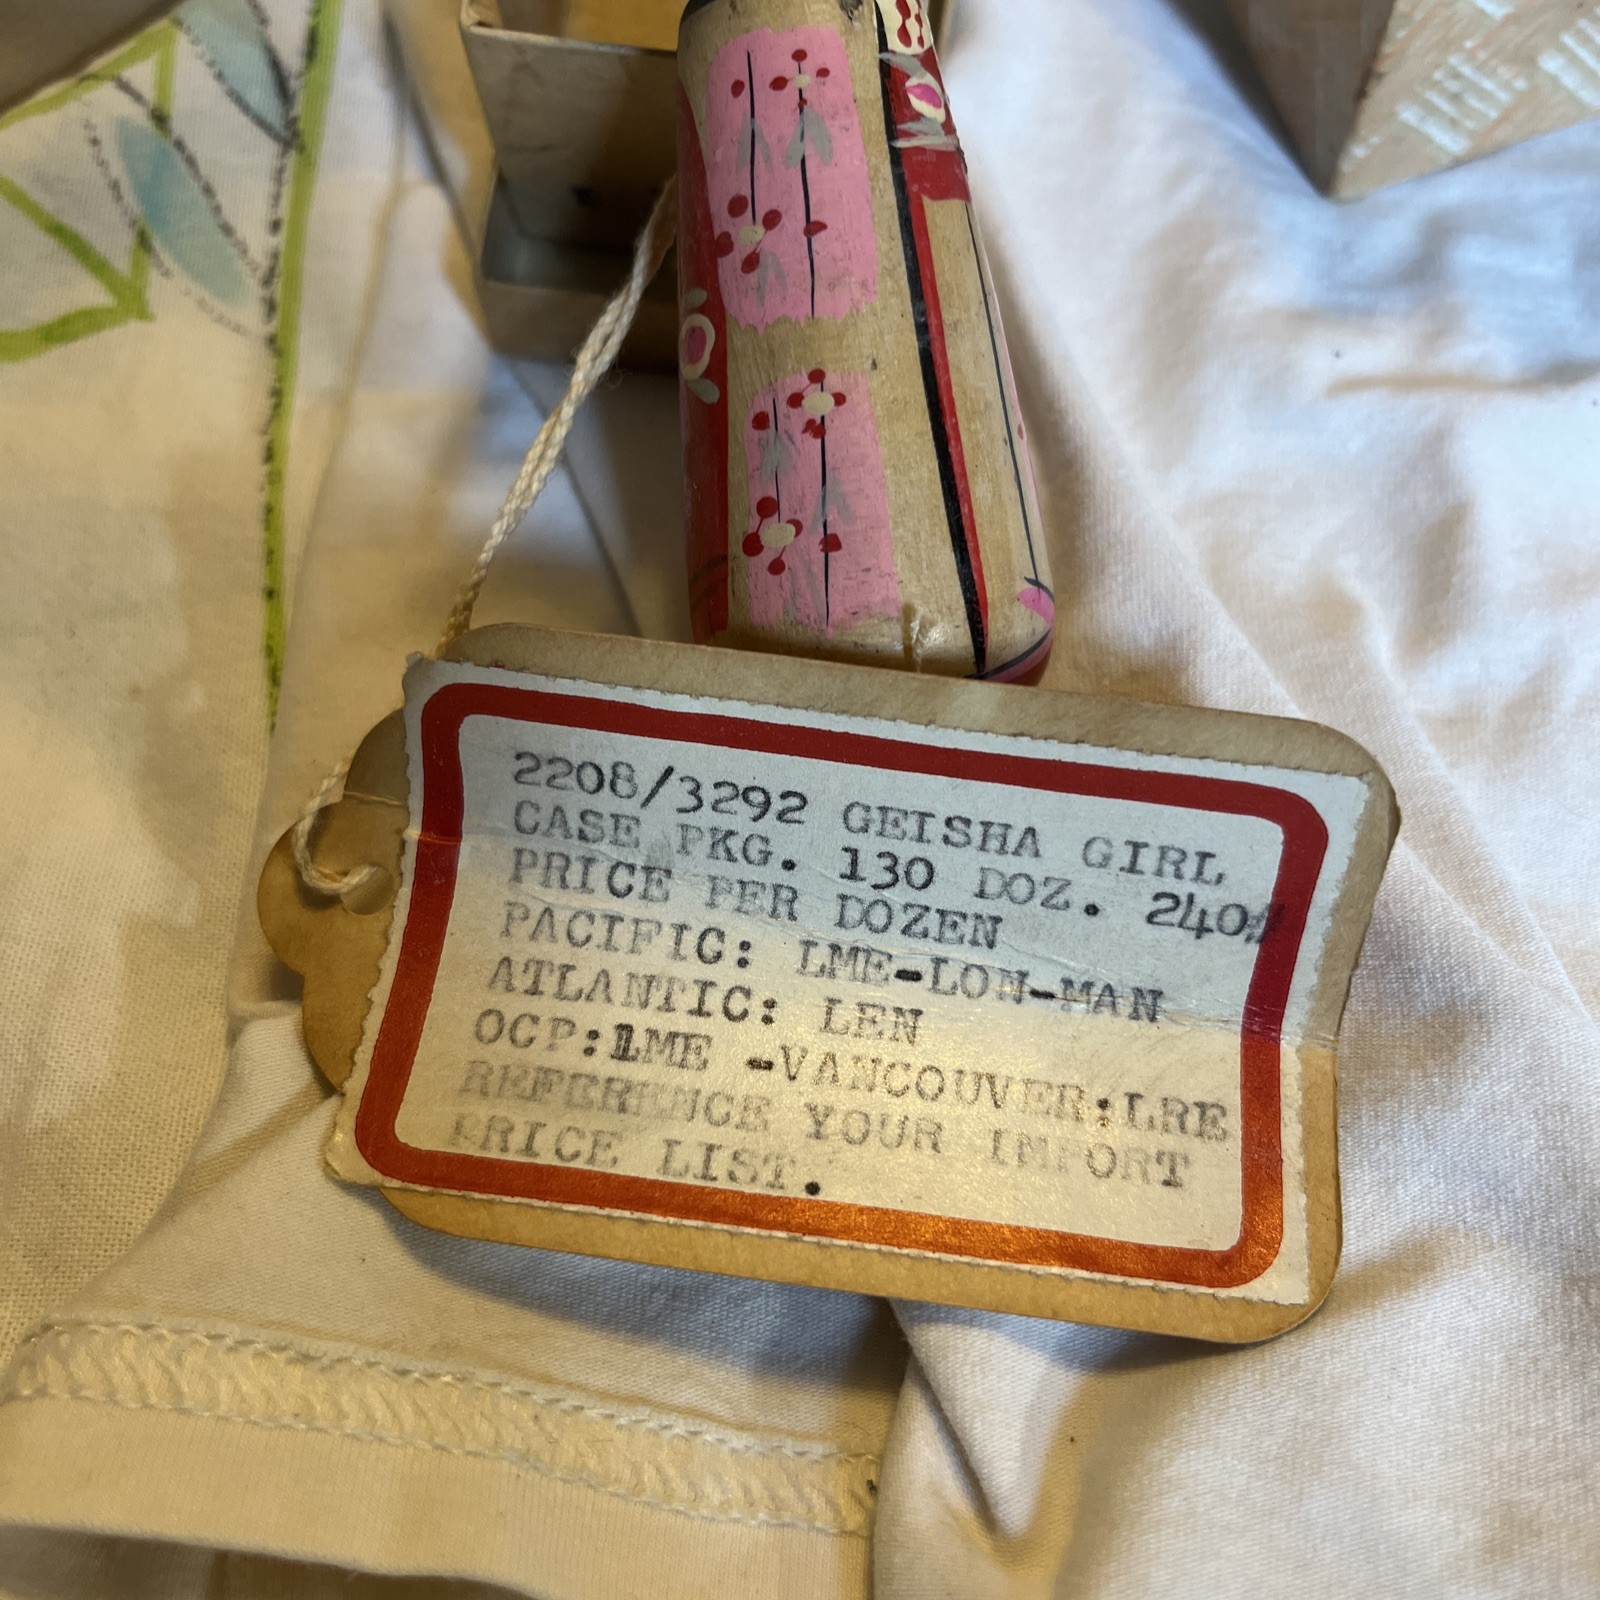 2208/3292 GEISHA GIRL
CASE PKG. 130 DOZ. 240#
PRICE PER DOZEN
PACIFIC: LME-LON-MAN
ATLANTIC: LEN
OCP:LME -VANCOUVER:LRE
REFERENCE YOUR IMPORT
PRICE LIST.